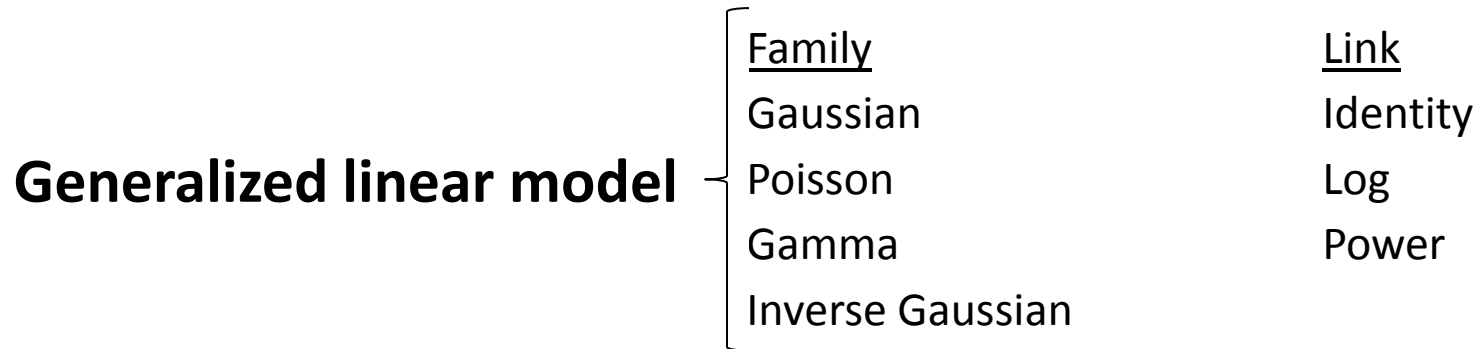 Family Link
Gaussian Identity
Generalized linear model Poisson Log
Gamma Power
Inverse Gaussian